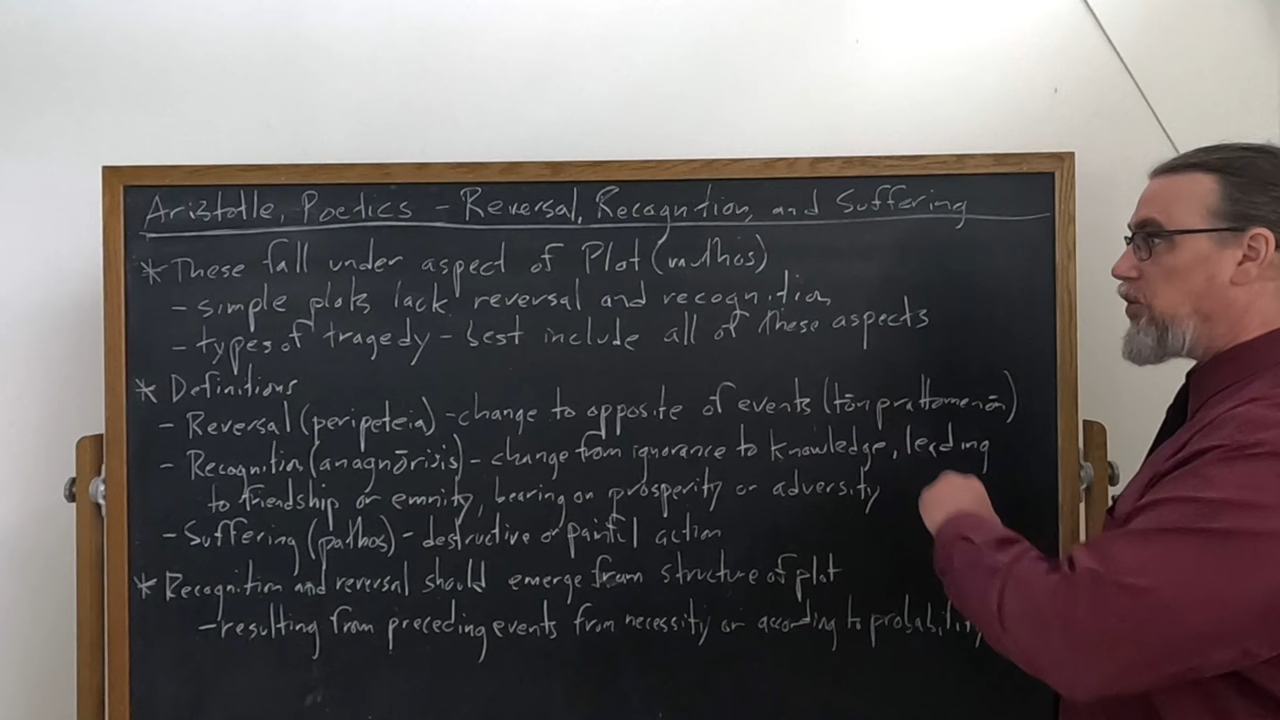 Aristotle, Poetics - Reversal, Recognition, and Suffering
* These fall under aspect of Plot (muthos)
- simple plots lack reversal and recognition
- types of tragedy - best include all of these aspects
* Definitions
- Reversal (peripeteia) - change to opposite of events (tōn prattomenōn)
- Recognition (anagnōrisis) - change from ignorance to knowledge, leading
to friendship or emnity, bearing on prosperity or adversity
- Suffering (pathos) - destructive or painful action
* Recognition and reversal should emerge from structure of plot
- resulting from preceding events from necessity or according to probability